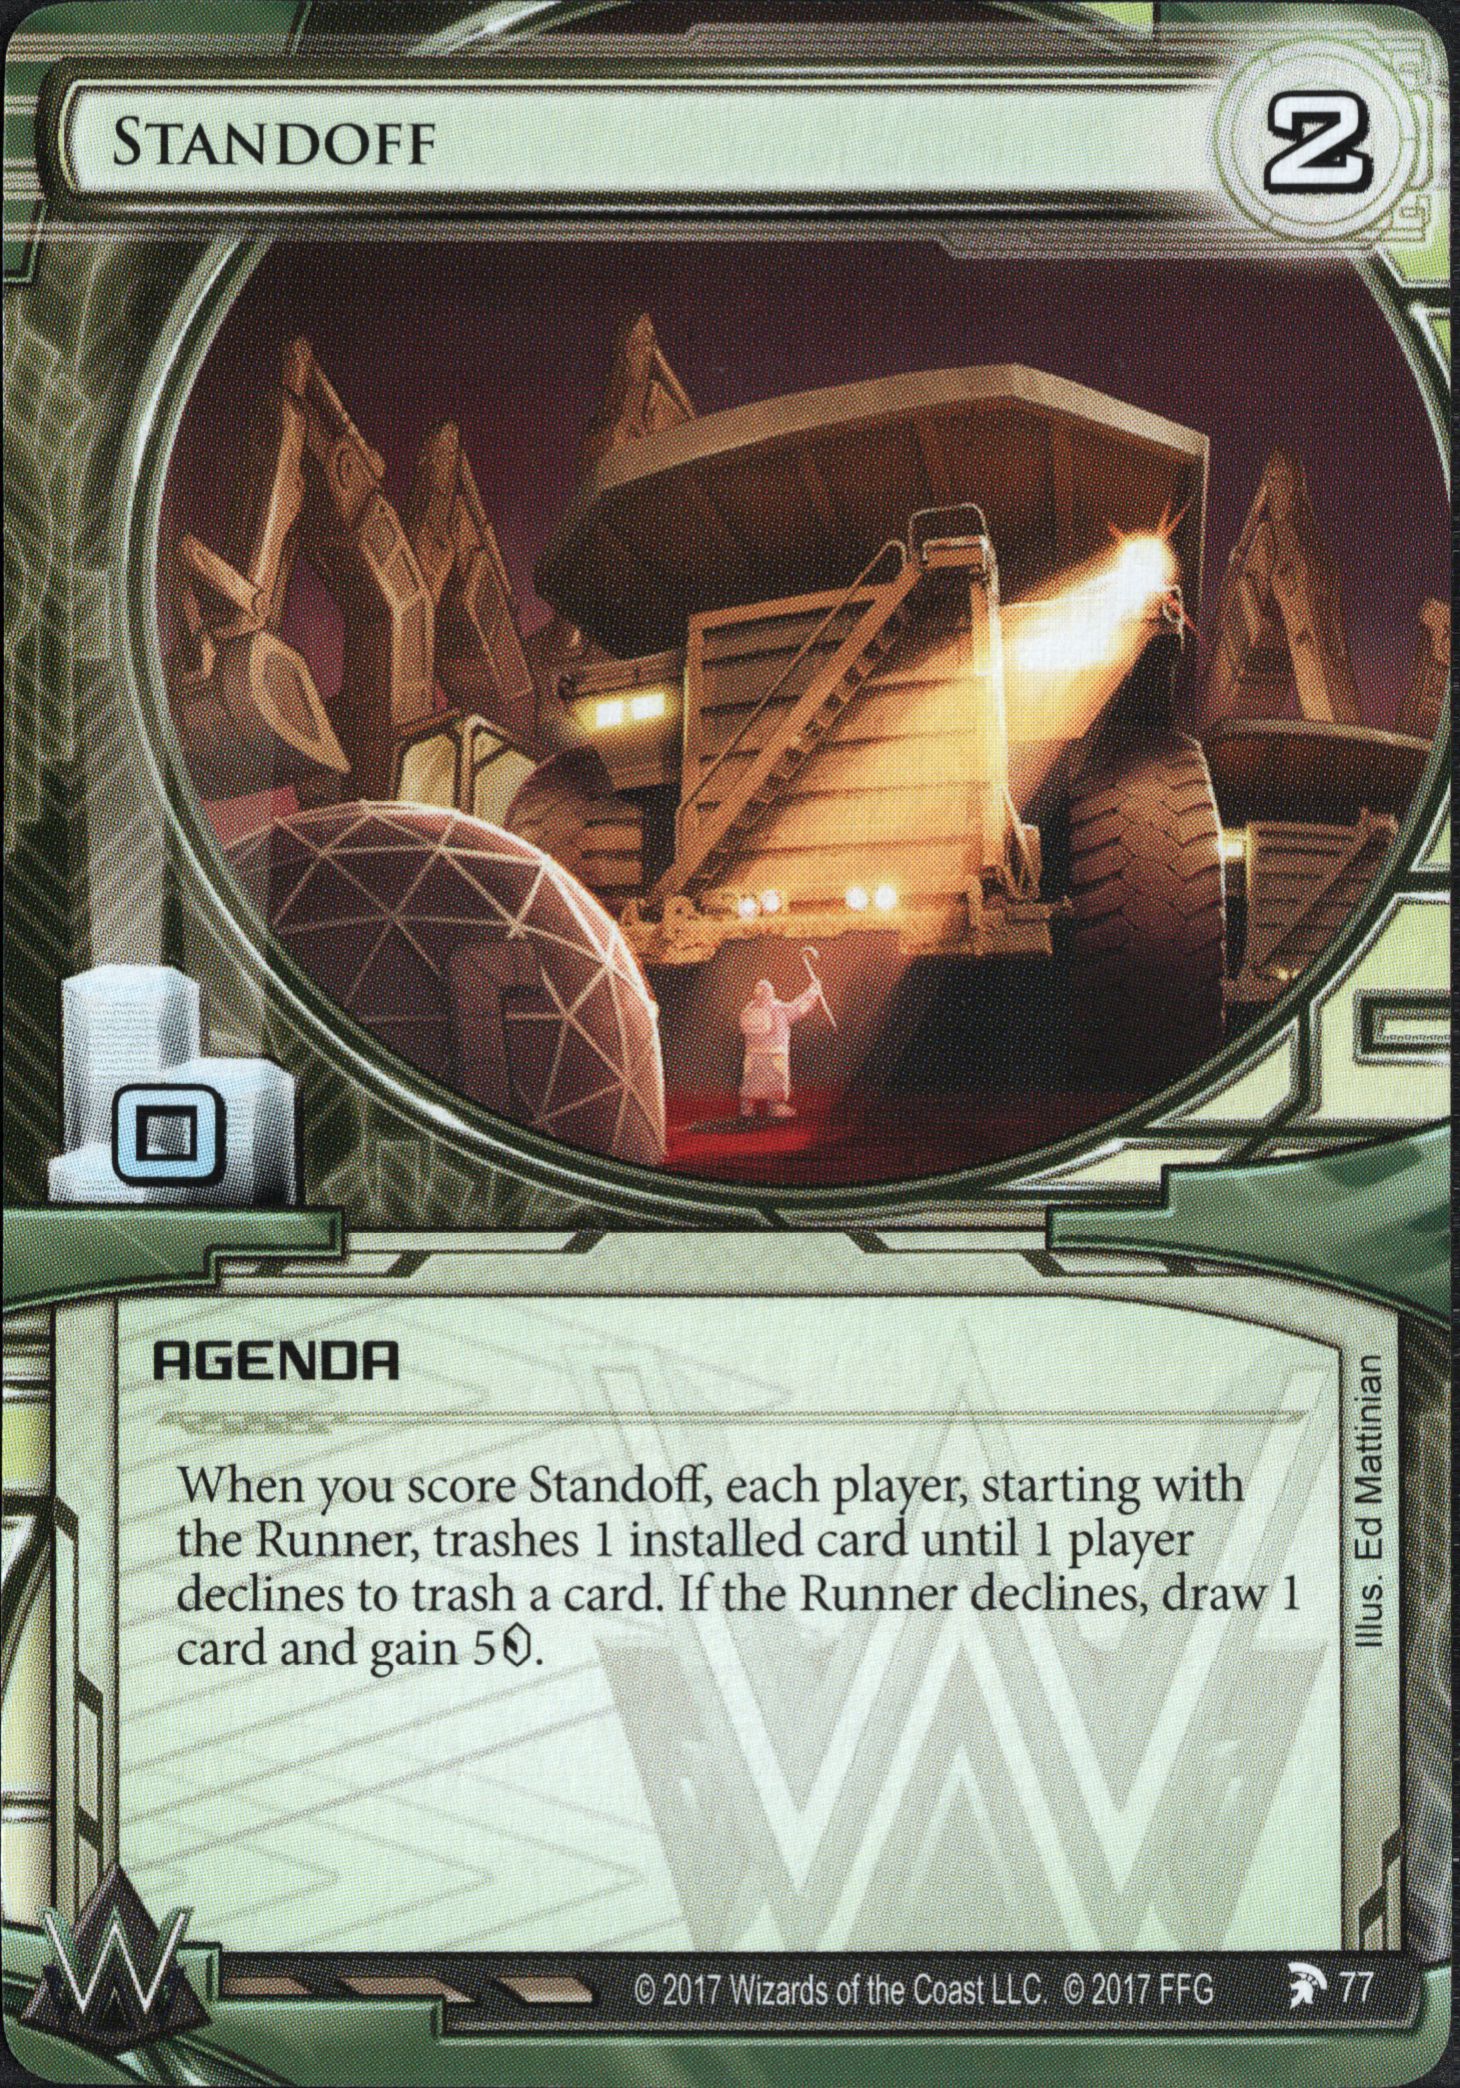 STANDOFF
2
0
AGENDA
When you score Standoff, each player, starting with
the Runner, trashes 1 installed card until 1 player
declines to trash a card. If the Runner declines, draw 1
card and gain 5.
Illus. Ed Mattinian
W
© 2017 Wizards of the Coast LLC. © 2017 FFG
77